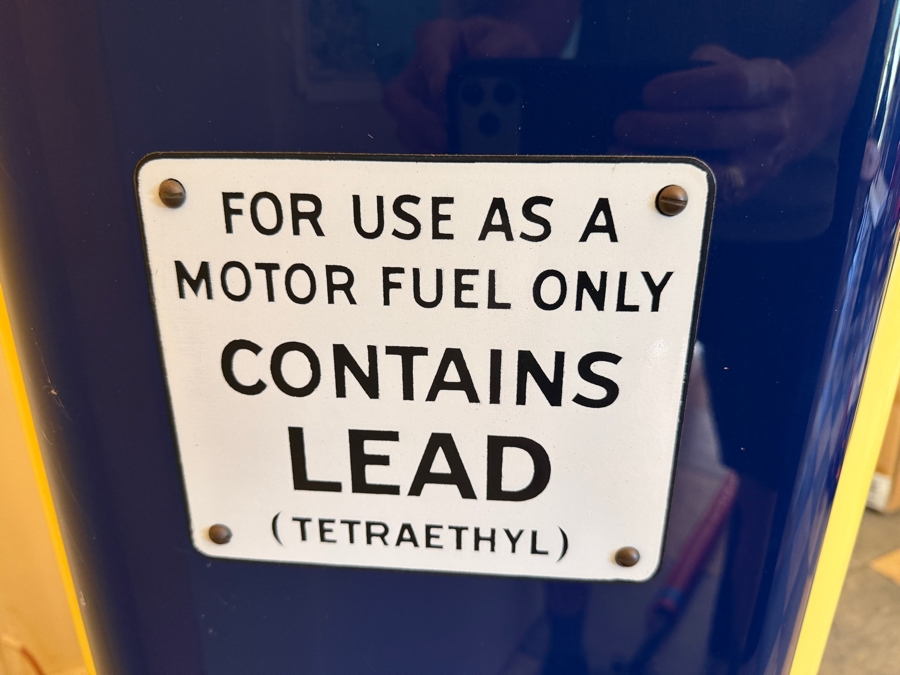 FOR USE AS A
MOTOR FUEL ONLY
CONTAINS
LEAD
(TETRAETHYL)